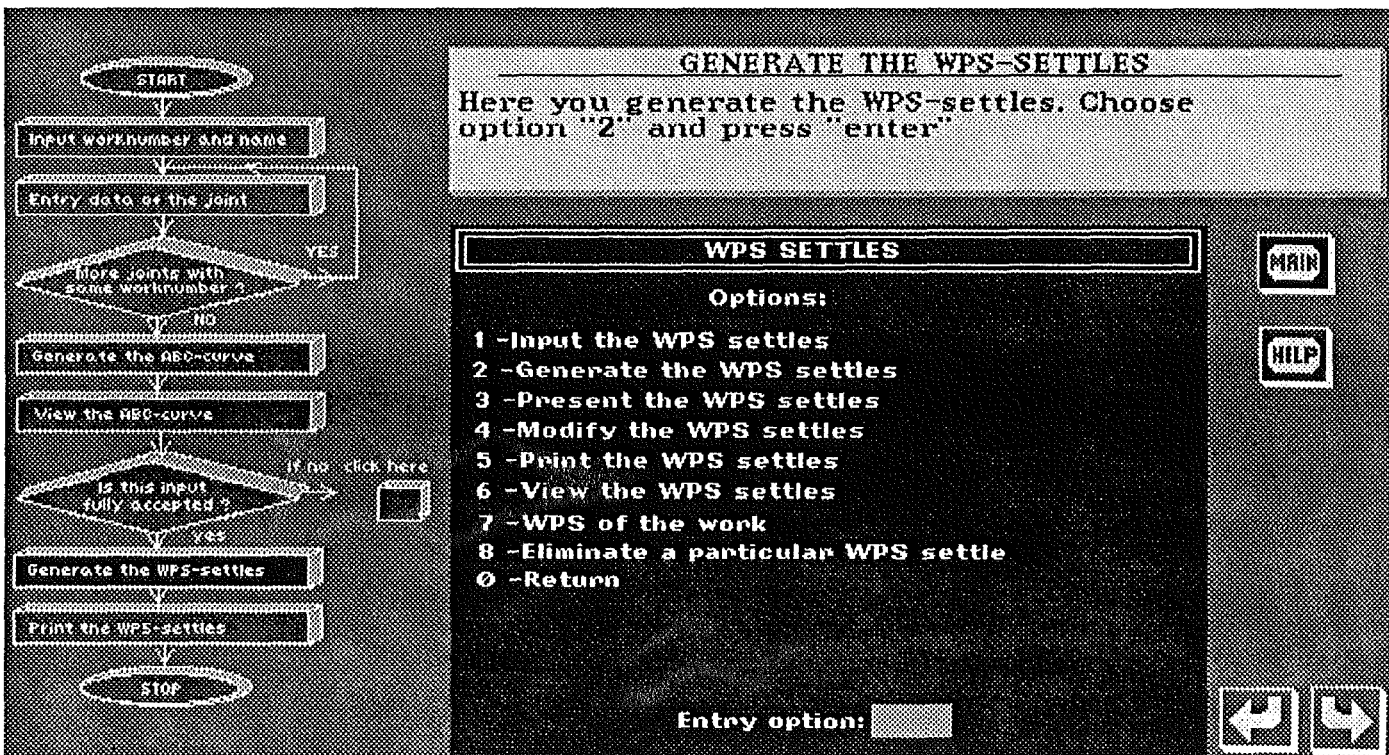 START
Input worknumber and name
Entry data of the joint
YES
More joints with
same worknumber ?
NO
Generate the ABC-curve
View the ABC-curve
If no click here
Is this input
fully accepted ?
yes
Generate the WPS-settles
Print the WPS-settles
STOP
GENERATE THE WPS-SETTLES
Here you generate the WPS-settles. Choose
option "2" and press "enter"
WPS SETTLES
Options:
1 -Input the WPS settles
2 -Generate the WPS settles
3 -Present the WPS settles
4 -Modify the WPS settles
5 -Print the WPS settles
6 -View the WPS settles
7 -WPS of the work
8 -Eliminate a particular WPS settle
0 -Return
Entry option:
MAIN
HELP